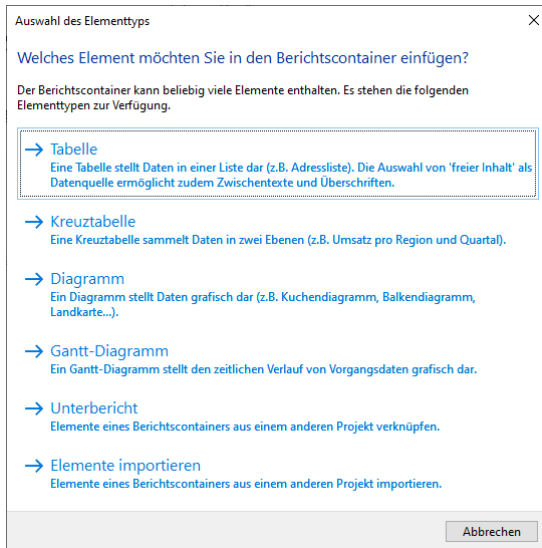 Auswahl des Elementtyps
Welches Element möchten Sie in den Berichtscontainer einfügen?
Der Berichtscontainer kann beliebig viele Elemente enthalten. Es stehen die folgenden
Elementtypen zur Verfügung.
Tabelle
Eine Tabelle stellt Daten in einer Liste dar (z.B. Adressliste). Die Auswahl von 'freier Inhalt' als
Datenquelle ermöglicht zudem Zwischentexte und Überschriften.
Kreuztabelle
Eine Kreuztabelle sammelt Daten in zwei Ebenen (z.B. Umsatz pro Region und Quartal).
Diagramm
Ein Diagramm stellt Daten grafisch dar (z.B. Kuchendiagramm, Balkendiagramm,
Landkarte...).
Gantt-Diagramm
Ein Gantt-Diagramm stellt den zeitlichen Verlauf von Vorgangsdaten grafisch dar.
Unterbericht
Elemente eines Berichtscontainers aus einem anderen Projekt verknüpfen.
Elemente importieren
Elemente eines Berichtscontainers aus einem anderen Projekt importieren.
Abbrechen